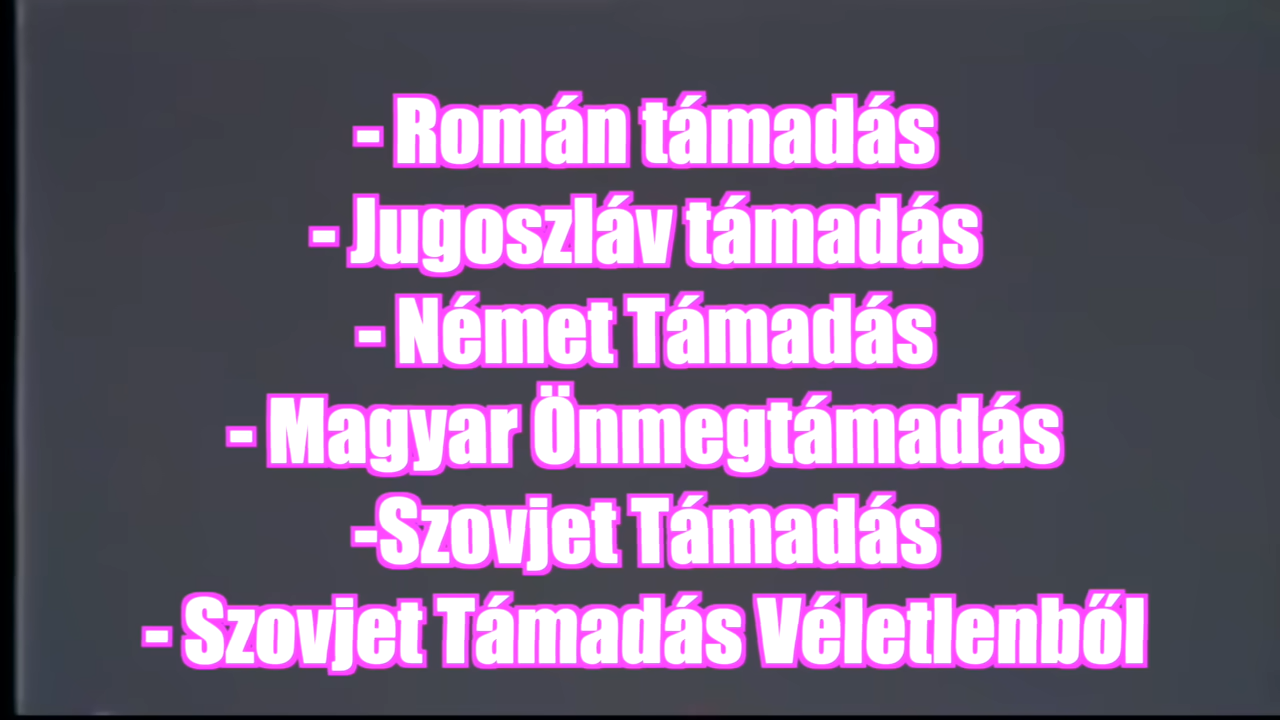 - Román támadás
- Jugoszláv támadás
- Német Támadás
- Magyar Önmegtámadás
-Szovjet Támadás
- Szovjet Támadás Véletlenből